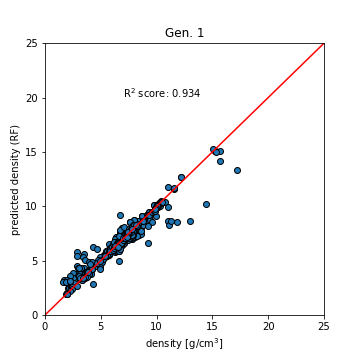 Gen. 1
R² score: 0.934
predicted density (RF)
25
20
15
10
5
0
0 5 10 15 20 25
density [g/cm³]